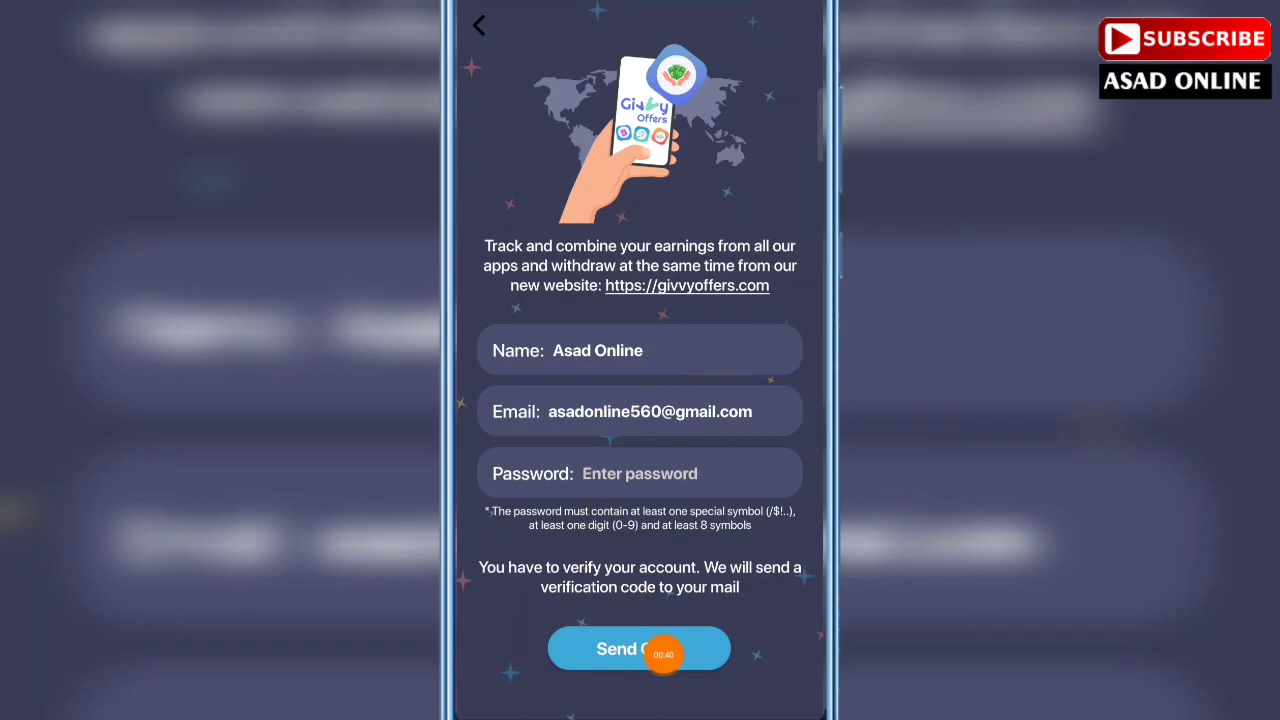 SUBSCRIBE
ASAD ONLINE
Givvy
Offers
Track and combine your earnings from all our
apps and withdraw at the same time from our
new website: https://givvyoffers.com
Name: Asad Online
Email: asadonline560@gmail.com
Password: Enter password
* The password must contain at least one special symbol (/$!..),
at least one digit (0-9) and at least 8 symbols
You have to verify your account. We will send a
verification code to your mail
Send
00:40